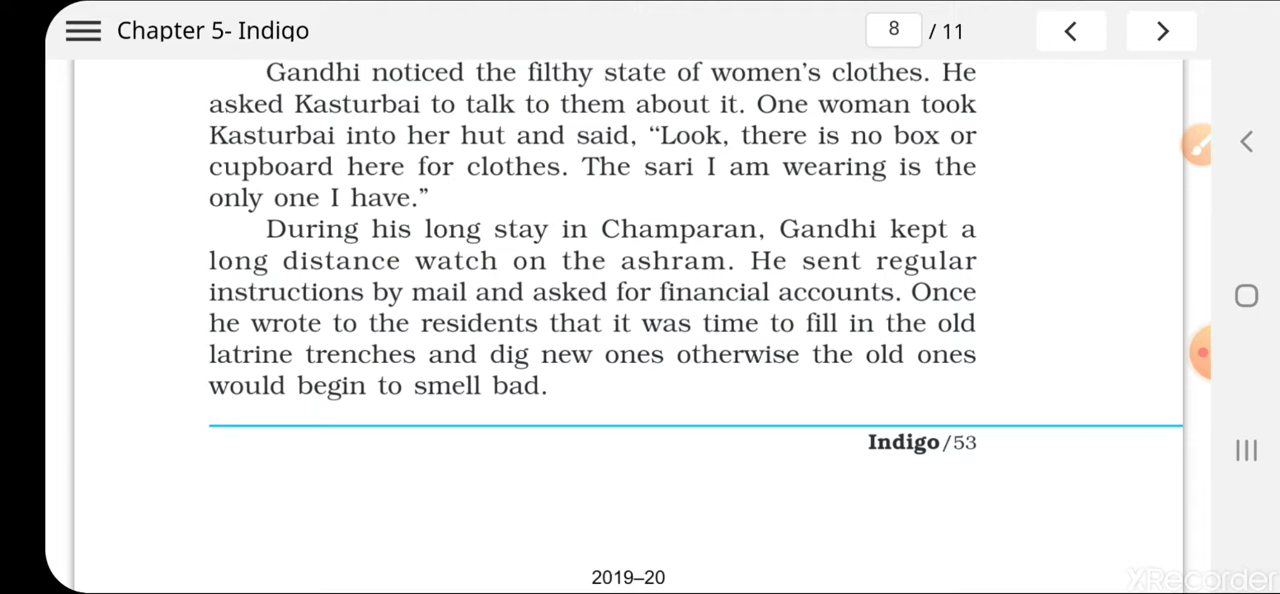 Chapter 5- Indigo
8 / 11
Gandhi noticed the filthy state of women's clothes. He
asked Kasturbai to talk to them about it. One woman took
Kasturbai into her hut and said, “Look, there is no box or
cupboard here for clothes. The sari I am wearing is the
only one I have.”
During his long stay in Champaran, Gandhi kept a
long distance watch on the ashram. He sent regular
instructions by mail and asked for financial accounts. Once
he wrote to the residents that it was time to fill in the old
latrine trenches and dig new ones otherwise the old ones
would begin to smell bad.
Indigo/53
2019–20
XRecorder